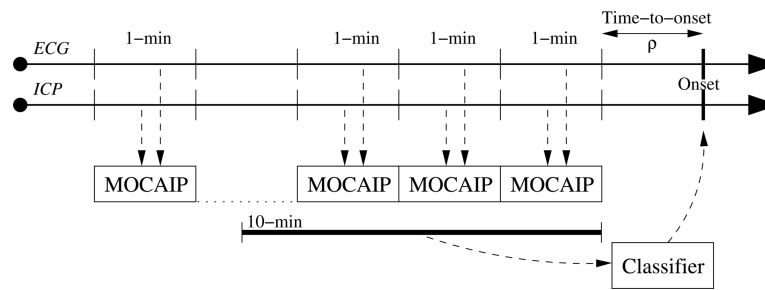 Time−to−onset
1−min 1−min 1−min 1−min
ρ
ECG
ICP
Onset
MOCAIP MOCAIP MOCAIP MOCAIP
10−min
Classifier